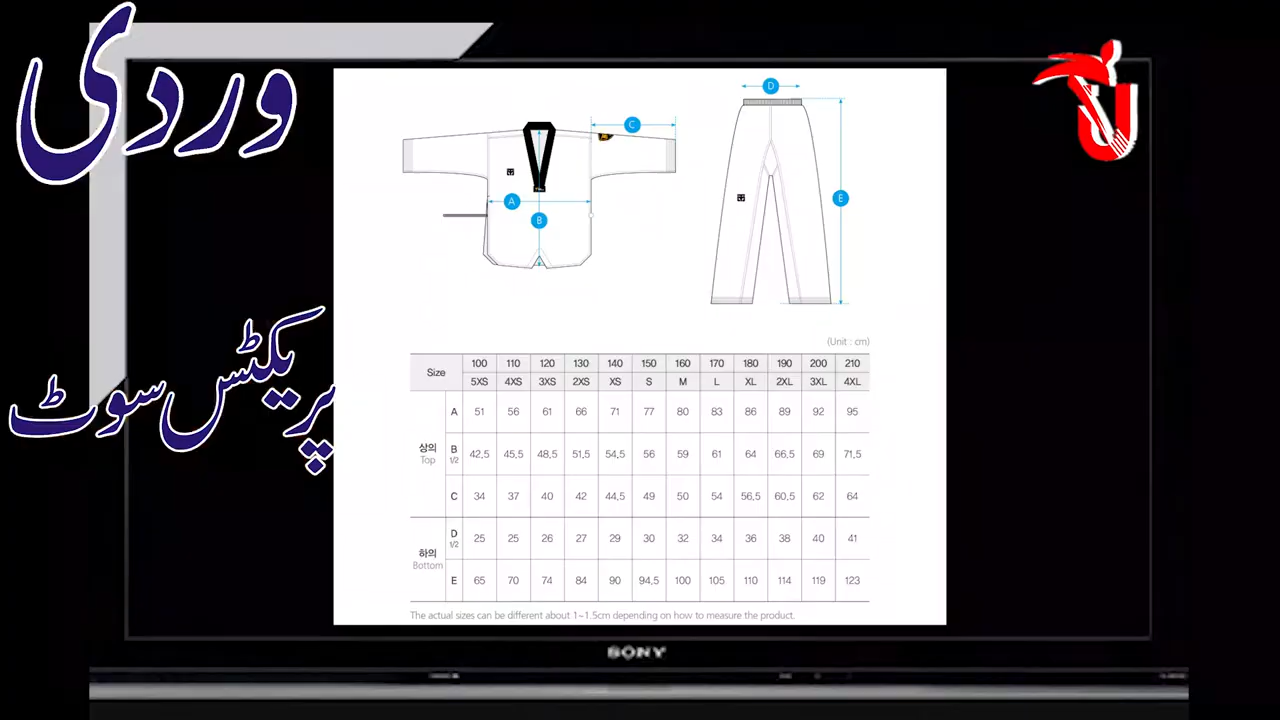 وردی
پریکٹس سوٹ
D
C
A
B
E
(Unit : cm)
Size 100 110 120 130 140 150 160 170 180 190 200 210
5XS 4XS 3XS 2XS XS S M L XL 2XL 3XL 4XL
A 51 56 61 66 71 77 80 83 86 89 92 95
상의 Top B 1/2 42,5 45,5 48,5 51,5 54,5 56 59 61 64 66,5 69 71,5
C 34 37 40 42 44,5 49 50 54 56,5 60,5 62 64
D 1/2 25 25 26 27 29 30 32 34 36 38 40 41
하의 Bottom E 65 70 74 84 90 94,5 100 105 110 114 119 123
The actual sizes can be different about 1~1.5cm depending on how to measure the product.
SONY